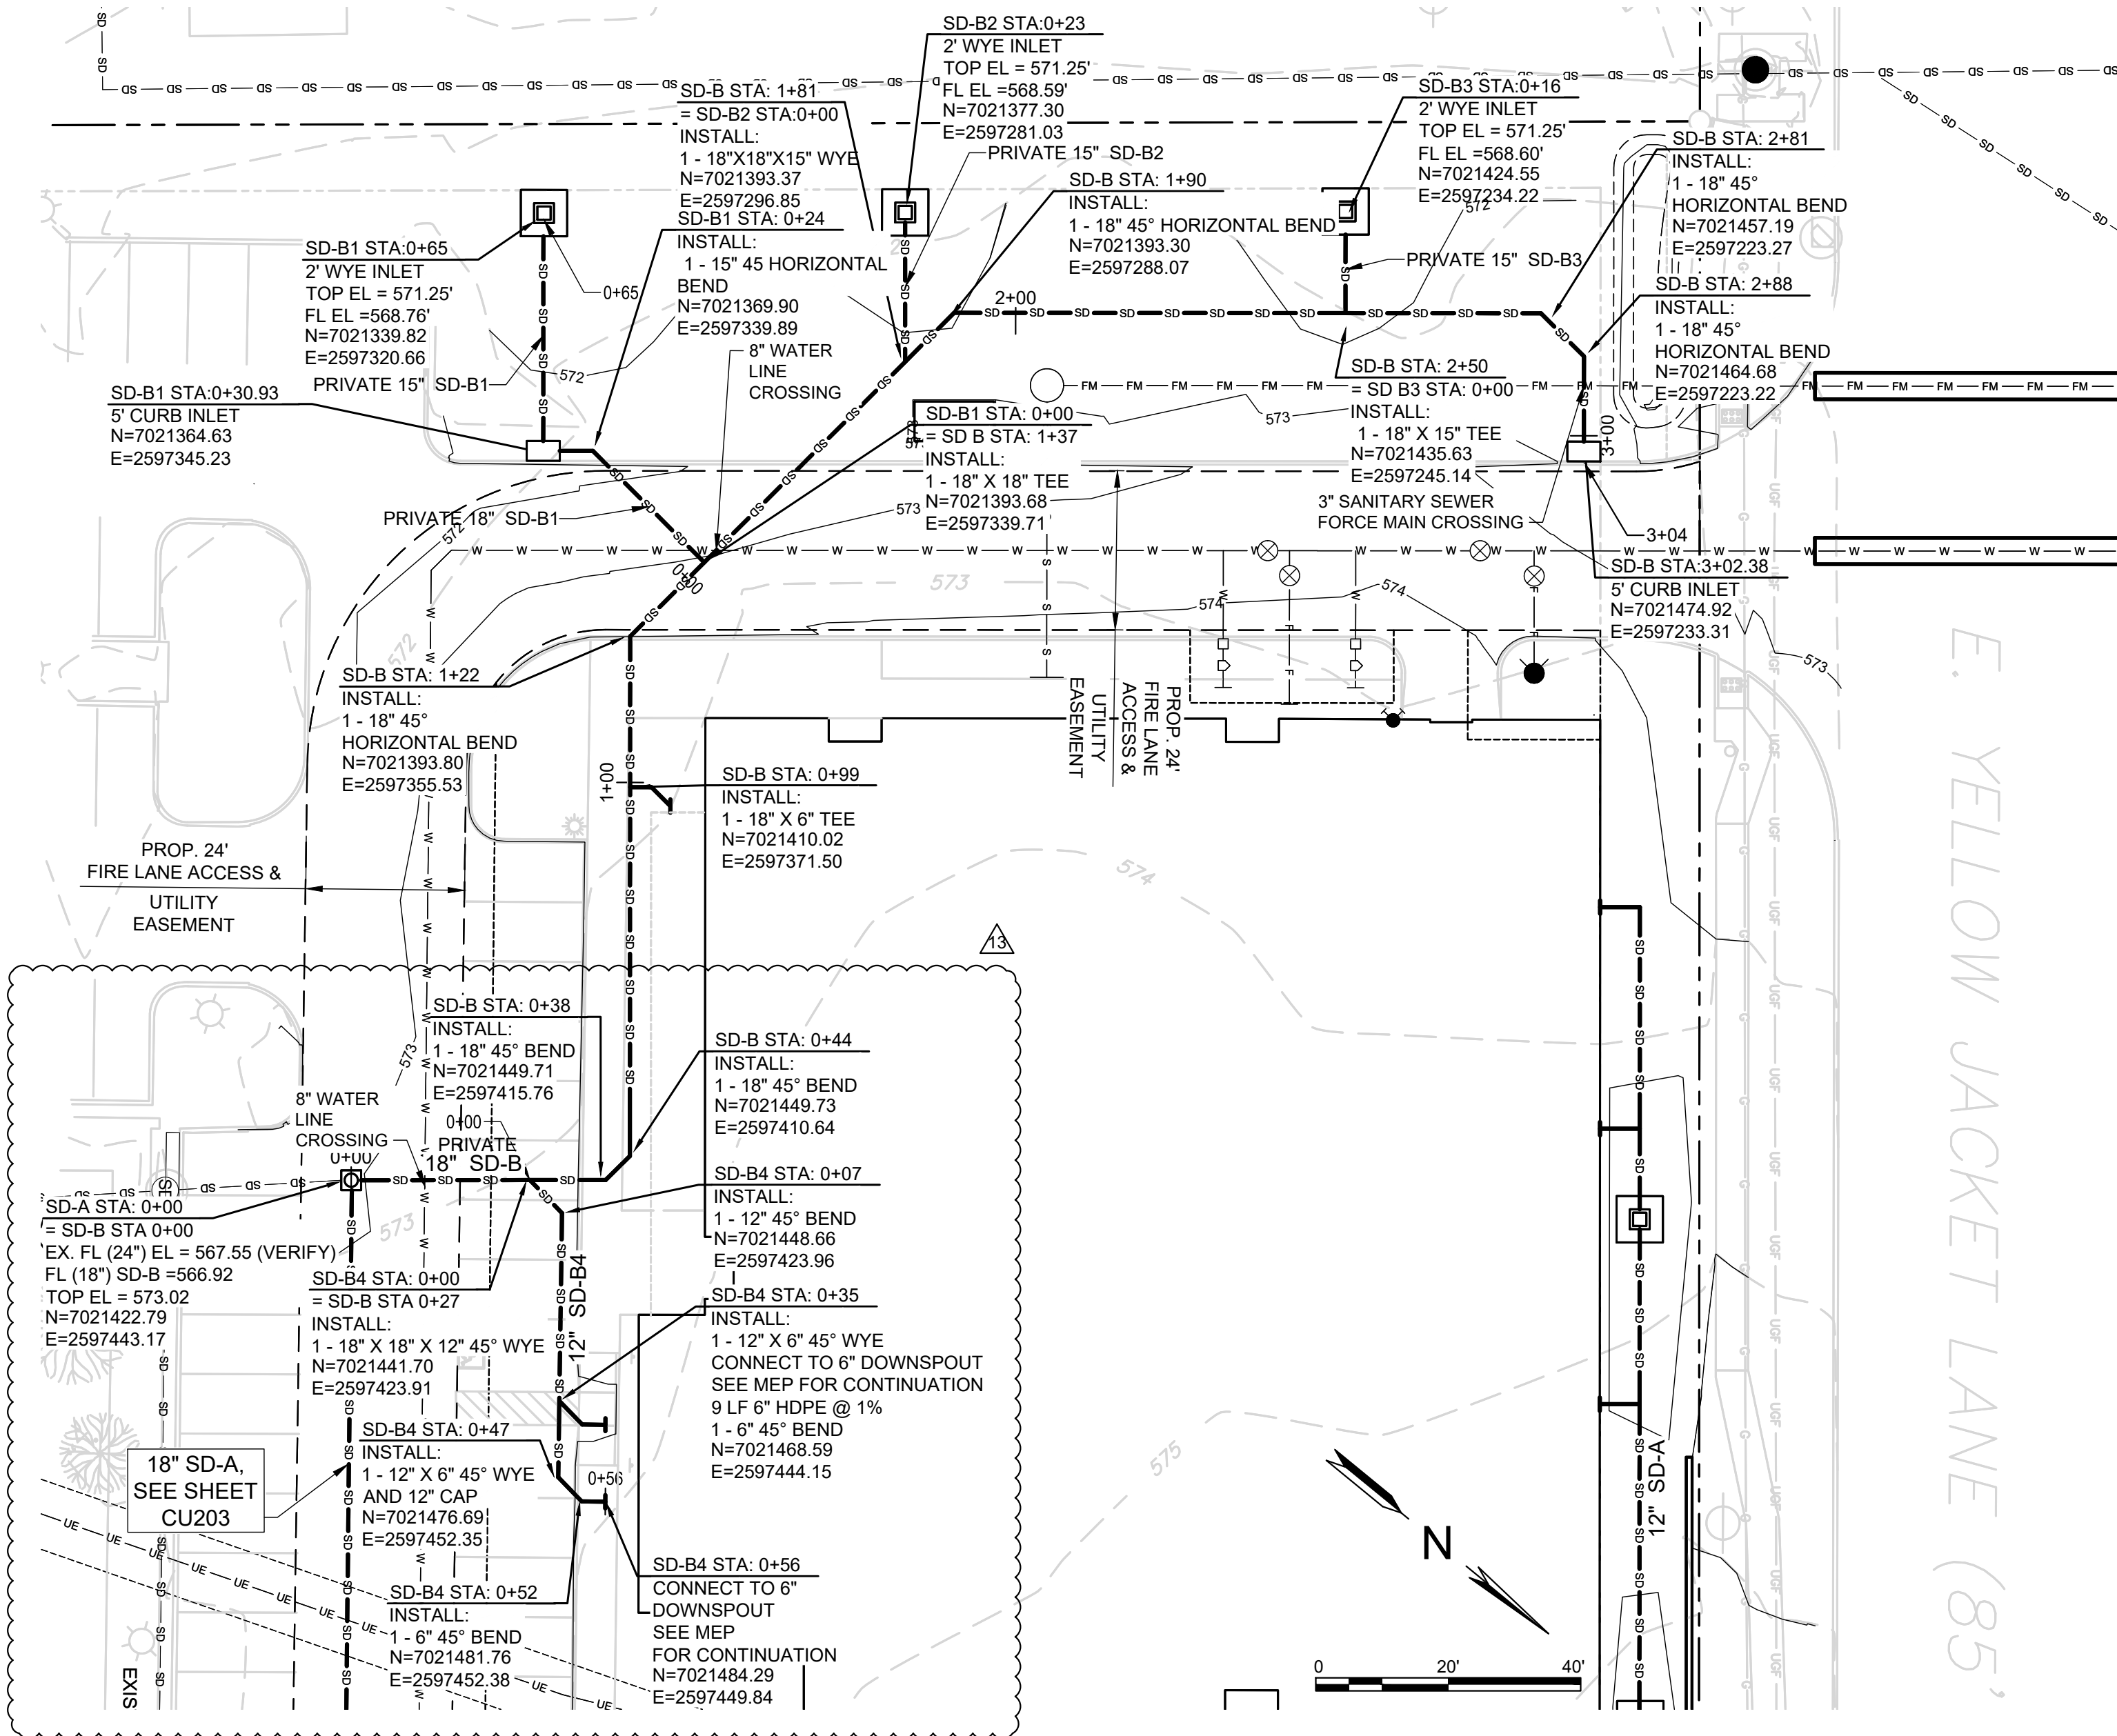 SD-B2 STA:0+23
2' WYE INLET
TOP EL = 571.25'
FL EL =568.59'
N=7021377.30
E=2597281.03
PRIVATE 15" SD-B2
SD-B STA: 1+81
= SD-B2 STA:0+00
INSTALL:
1 - 18"X18"X15" WYE
N=7021393.37
E=2597296.85
SD-B3 STA:0+16
2' WYE INLET
TOP EL = 571.25'
FL EL =568.60'
N=7021424.55
E=2597234.22
572
SD-B STA: 2+81
INSTALL:
1 - 18" 45°
HORIZONTAL BEND
N=7021457.19
E=2597223.27
SD-B STA: 1+90
INSTALL:
1 - 18" 45° HORIZONTAL BEND
N=7021393.30
E=2597288.07
SD-B1 STA: 0+24
INSTALL:
1 - 15" 45 HORIZONTAL
BEND
N=7021369.90
E=2597339.89
SD-B1 STA:0+65
2' WYE INLET
TOP EL = 571.25'
FL EL =568.76'
N=7021339.82
E=2597320.66
0+65
PRIVATE 15" SD-B1
572
PRIVATE 15" SD-B3
SD-B STA: 2+88
INSTALL:
1 - 18" 45°
HORIZONTAL BEND
N=7021464.68
E=2597223.22
2+00
8" WATER
LINE
CROSSING
SD-B1 STA:0+30.93
5' CURB INLET
N=7021364.63
E=2597345.23
SD-B1 STA: 0+00
= SD B STA: 1+37
INSTALL:
1 - 18" X 18" TEE
N=7021393.68
E=2597339.71
573
SD-B STA: 2+50
= SD B3 STA: 0+00
INSTALL:
1 - 18" X 15" TEE
N=7021435.63
E=2597245.14
573
3+00
3" SANITARY SEWER
FORCE MAIN CROSSING
3+04
PRIVATE 18" SD-B1
572
0+00
573
574
574
SD-B STA:3+02.38
5' CURB INLET
N=7021474.92
E=2597233.31
573
572
SD-B STA: 1+22
INSTALL:
1 - 18" 45°
HORIZONTAL BEND
N=7021393.80
E=2597355.53
PROP. 24'
FIRE LANE
ACCESS &
UTILITY
EASEMENT
1+00
SD-B STA: 0+99
INSTALL:
1 - 18" X 6" TEE
N=7021410.02
E=2597371.50
PROP. 24'
FIRE LANE ACCESS &
UTILITY
EASEMENT
574
13
E. YELLOW JACKET LANE (85'
SD-B STA: 0+38
INSTALL:
1 - 18" 45° BEND
N=7021449.71
E=2597415.76
573
SD-B STA: 0+44
INSTALL:
1 - 18" 45° BEND
N=7021449.73
E=2597410.64
8" WATER
LINE
CROSSING
0+00
0+00
PRIVATE
18" SD-B
SD-B4 STA: 0+07
INSTALL:
1 - 12" 45° BEND
N=7021448.66
E=2597423.96
SD-A STA: 0+00
= SD-B STA 0+00
EX. FL (24") EL = 567.55 (VERIFY)
FL (18") SD-B =566.92
TOP EL = 573.02
N=7021422.79
E=2597443.17
573
SD-B4 STA: 0+00
= SD-B STA 0+27
INSTALL:
1 - 18" X 18" X 12" 45° WYE
N=7021441.70
E=2597423.91
12" SD-B4
SD-B4 STA: 0+35
INSTALL:
1 - 12" X 6" 45° WYE
CONNECT TO 6" DOWNSPOUT
SEE MEP FOR CONTINUATION
9 LF 6" HDPE @ 1%
1 - 6" 45° BEND
N=7021468.59
E=2597444.15
SD-B4 STA: 0+47
INSTALL:
1 - 12" X 6" 45° WYE
AND 12" CAP
N=7021476.69
E=2597452.35
0+56
18" SD-A,
SEE SHEET
CU203
575
12" SD-A
N
SD-B4 STA: 0+52
INSTALL:
1 - 6" 45° BEND
N=7021481.76
E=2597452.38
SD-B4 STA: 0+56
CONNECT TO 6"
DOWNSPOUT
SEE MEP
FOR CONTINUATION
N=7021484.29
E=2597449.84
EXIS
0 20' 40'